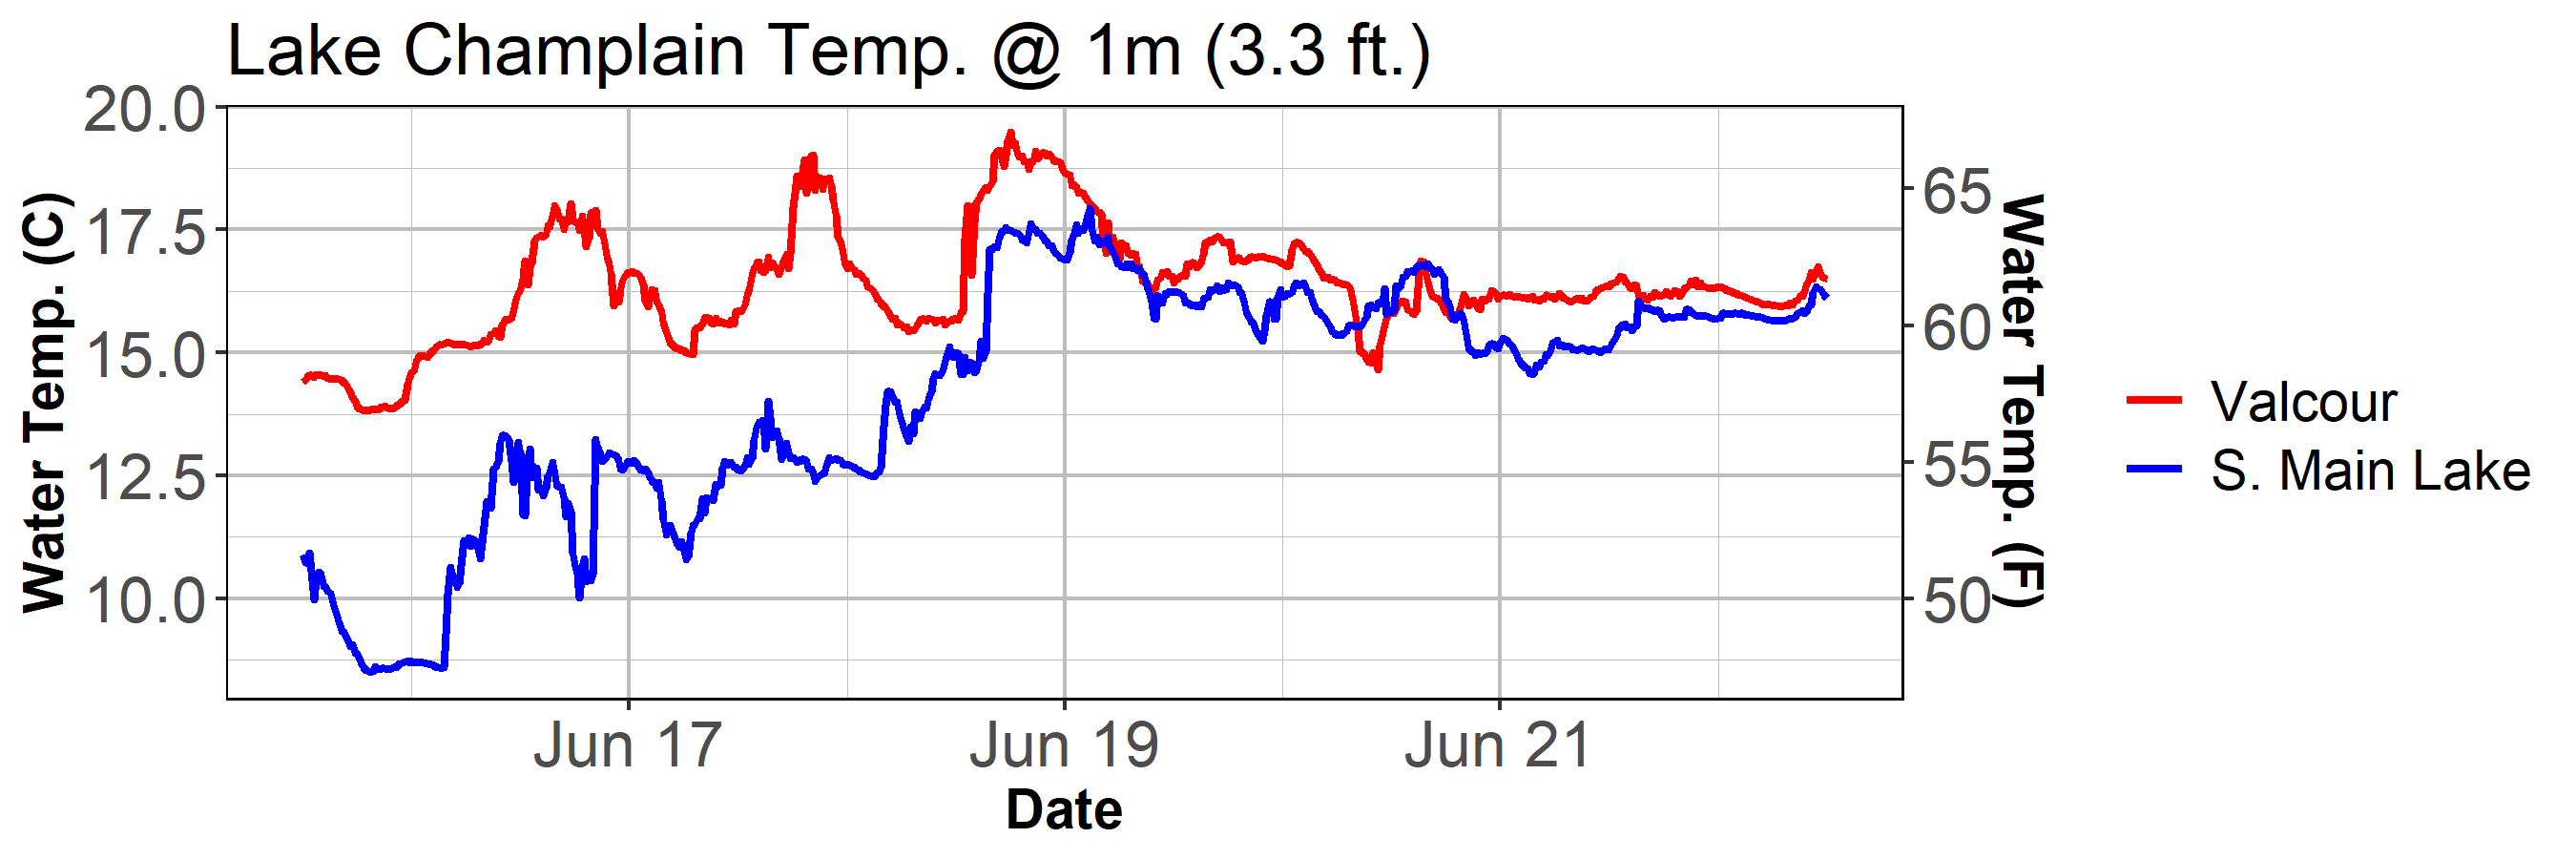 Lake Champlain Temp. @ 1m (3.3 ft.)
Water Temp. (C)
20.0
17.5
15.0
12.5
10.0
65
60
55
50
Water Temp. (F)
Jun 17
Jun 19
Jun 21
Date
Valcour
S. Main Lake